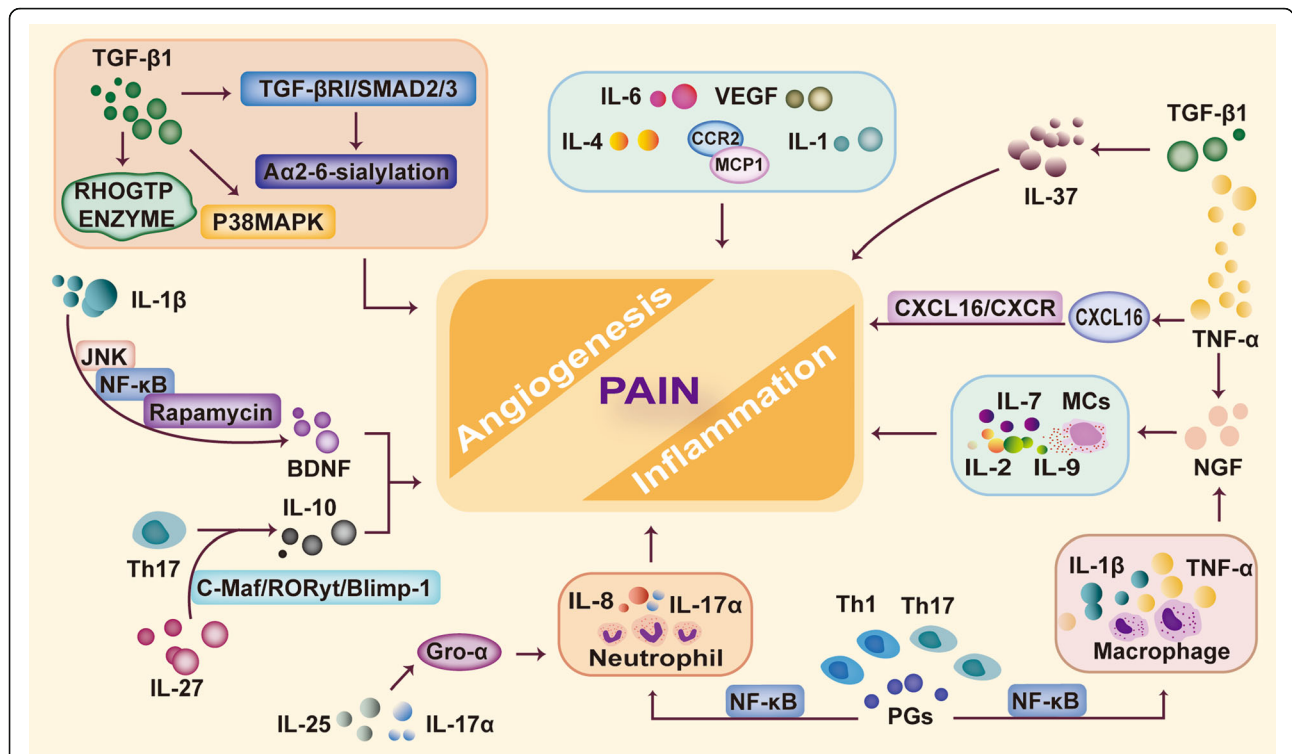 TGF-β1
TGF-βRI/SMAD2/3
Aα2-6-sialylation
RHOGTP
ENZYME
P38MAPK
IL-6
VEGF
IL-4
CCR2
MCP1
IL-1
TGF-β1
IL-37
IL-1β
JNK
NF-κB
Rapamycin
BDNF
Angiogenesis
PAIN
Inflammation
CXCL16/CXCR
CXCL16
TNF-α
IL-7
MCs
IL-2
IL-9
NGF
IL-10
Th17
C-Maf/RORyt/Blimp-1
IL-27
IL-8
IL-17α
Neutrophil
Gro-α
IL-25
IL-17α
Th1
Th17
PGs
NF-κB
NF-κB
IL-1β
TNF-α
Macrophage